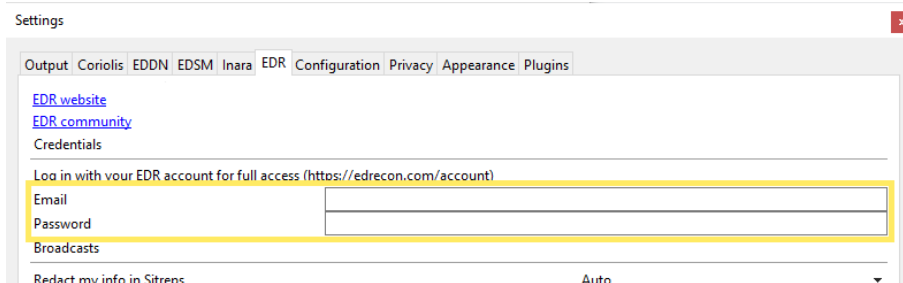 Settings
Output Coriolis EDDN EDSM Inara EDR Configuration Privacy Appearance Plugins
EDR website
EDR community
Credentials
Log in with your EDR account for full access (https://edrecon.com/account)
Email
Password
Broadcasts
Redact my info in Sitreps Auto